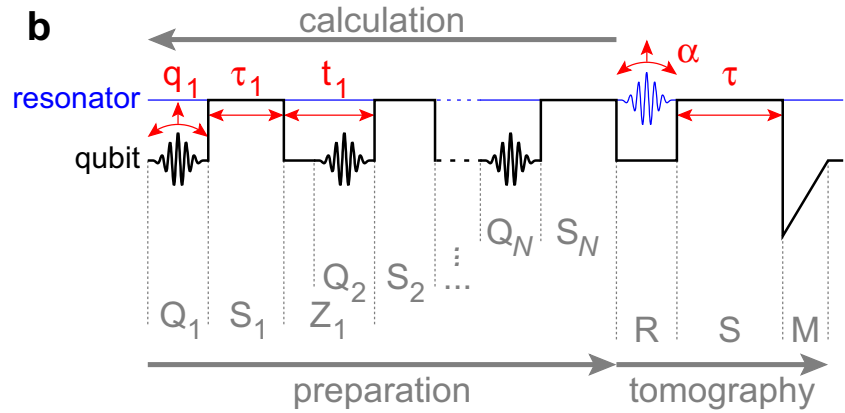 b
calculation
q1 τ1 t1 α τ
resonator
qubit
QN SN
Q2 S2 ...
Q1 S1 Z1 R S M
preparation tomography